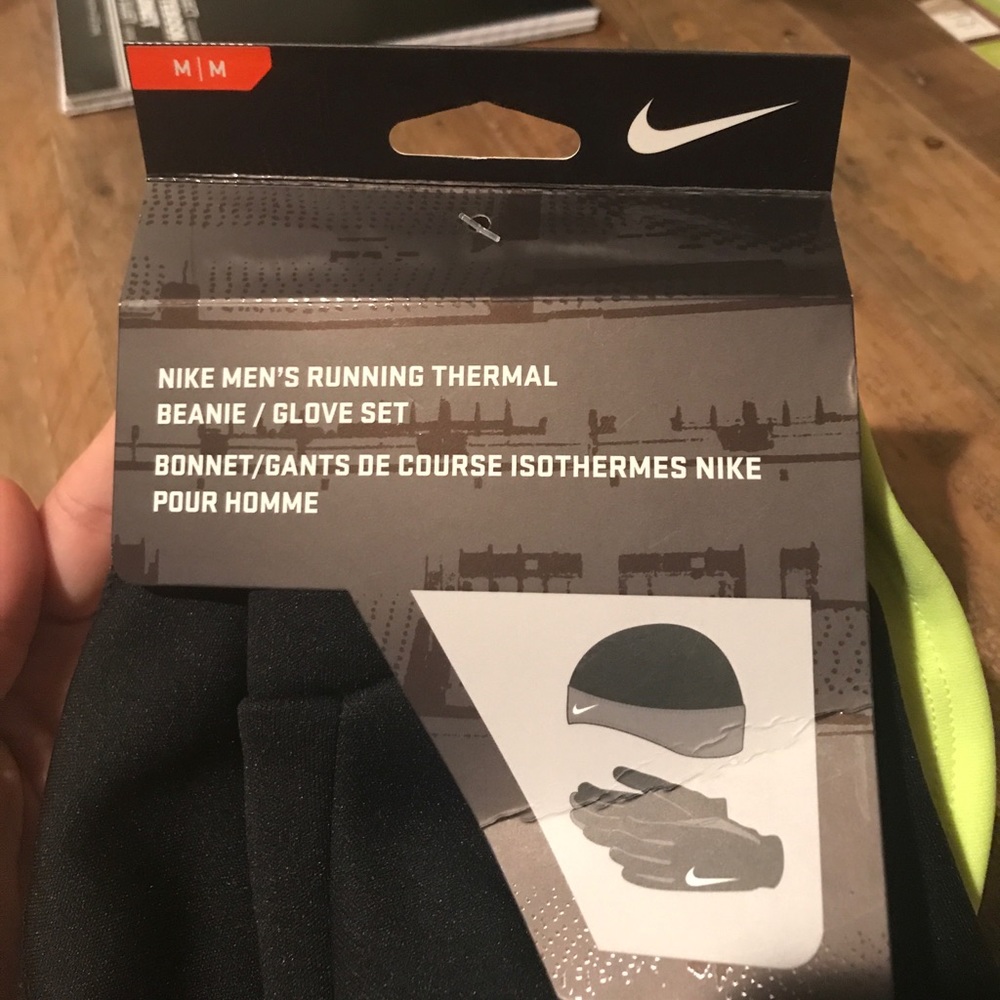 M|M
NIKE MEN'S RUNNING THERMAL
BEANIE / GLOVE SET
BONNET/GANTS DE COURSE ISOTHERMES NIKE
POUR HOMME